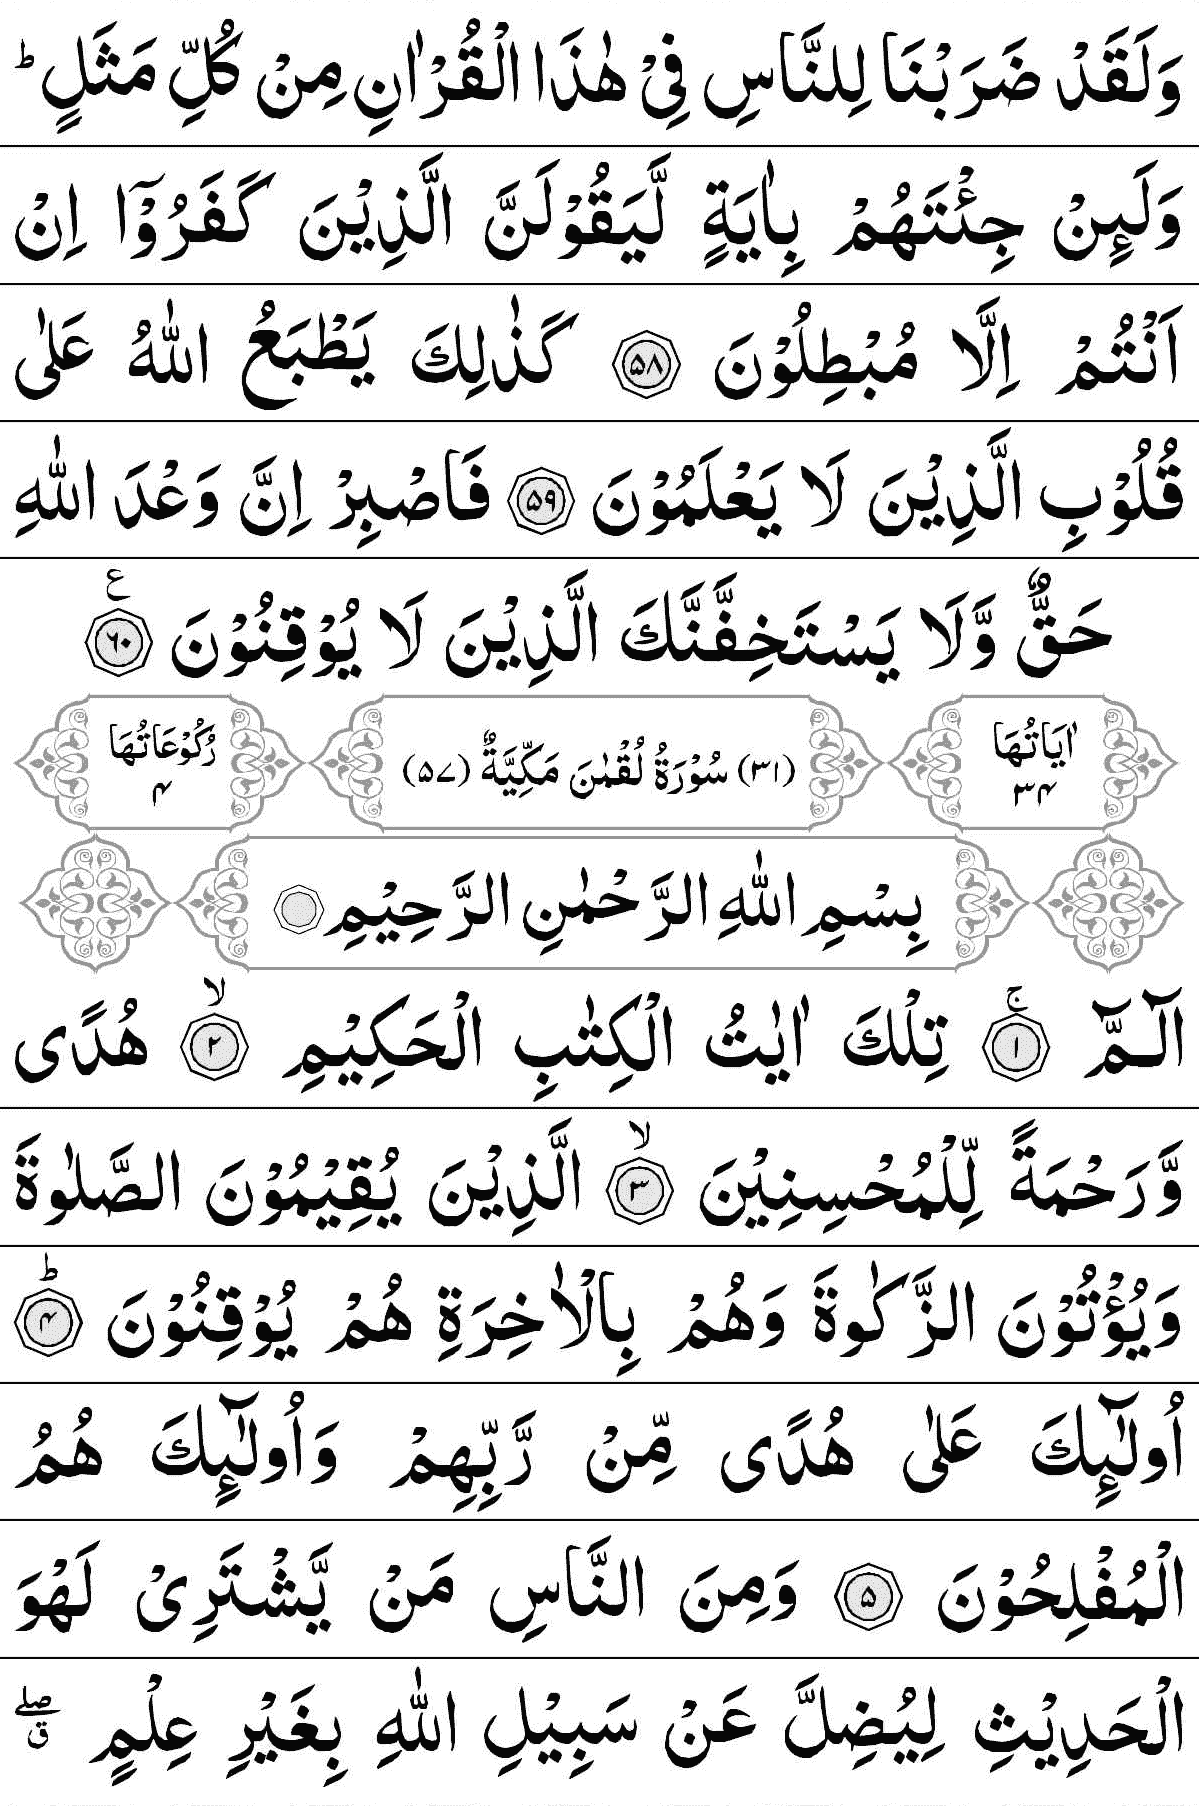 وَلَقَدْ ضَرَبْنَا لِلنَّاسِ فِیْ هٰذَا الْقُرْاٰنِ مِنْ كُلِّ مَثَلٍ ؕ
وَلَىِٕنْ جِئْتَهُمْ بِاٰیَةٍ لَّیَقُوْلَنَّ الَّذِیْنَ كَفَرُوْۤا اِنْ
اَنْتُمْ اِلَّا مُبْطِلُوْنَ ۵۸ كَذٰلِكَ یَطْبَعُ اللّٰهُ عَلٰی
قُلُوْبِ الَّذِیْنَ لَا یَعْلَمُوْنَ ۵۹ فَاصْبِرْ اِنَّ وَعْدَ اللّٰهِ
حَقٌّ وَّلَا یَسْتَخِفَّنَّكَ الَّذِیْنَ لَا یُوْقِنُوْنَ ۶۰ ع
اٰیَاتُهَا ۳۴ (۳۱) سُوْرَةُ لُقْمٰنَ مَكِّیَّةٌ (۵۷) رُكُوْعَاتُهَا ۴
بِسْمِ اللّٰهِ الرَّحْمٰنِ الرَّحِیْمِ
الٓـمّٓ ۱ ۚ تِلْكَ اٰیٰتُ الْكِتٰبِ الْحَكِیْمِ ۲ ۙ هُدًی
وَّرَحْمَةً لِّلْمُحْسِنِیْنَ ۳ ۙ الَّذِیْنَ یُقِیْمُوْنَ الصَّلٰوةَ
وَیُؤْتُوْنَ الزَّكٰوةَ وَهُمْ بِالْاٰخِرَةِ هُمْ یُوْقِنُوْنَ ۴ ؕ
اُولٰٓىِٕكَ عَلٰی هُدًی مِّنْ رَّبِّهِمْ وَاُولٰٓىِٕكَ هُمُ
الْمُفْلِحُوْنَ ۵ وَمِنَ النَّاسِ مَنْ یَّشْتَرِیْ لَهْوَ
الْحَدِیْثِ لِیُضِلَّ عَنْ سَبِیْلِ اللّٰهِ بِغَیْرِ عِلْمٍ ۖق